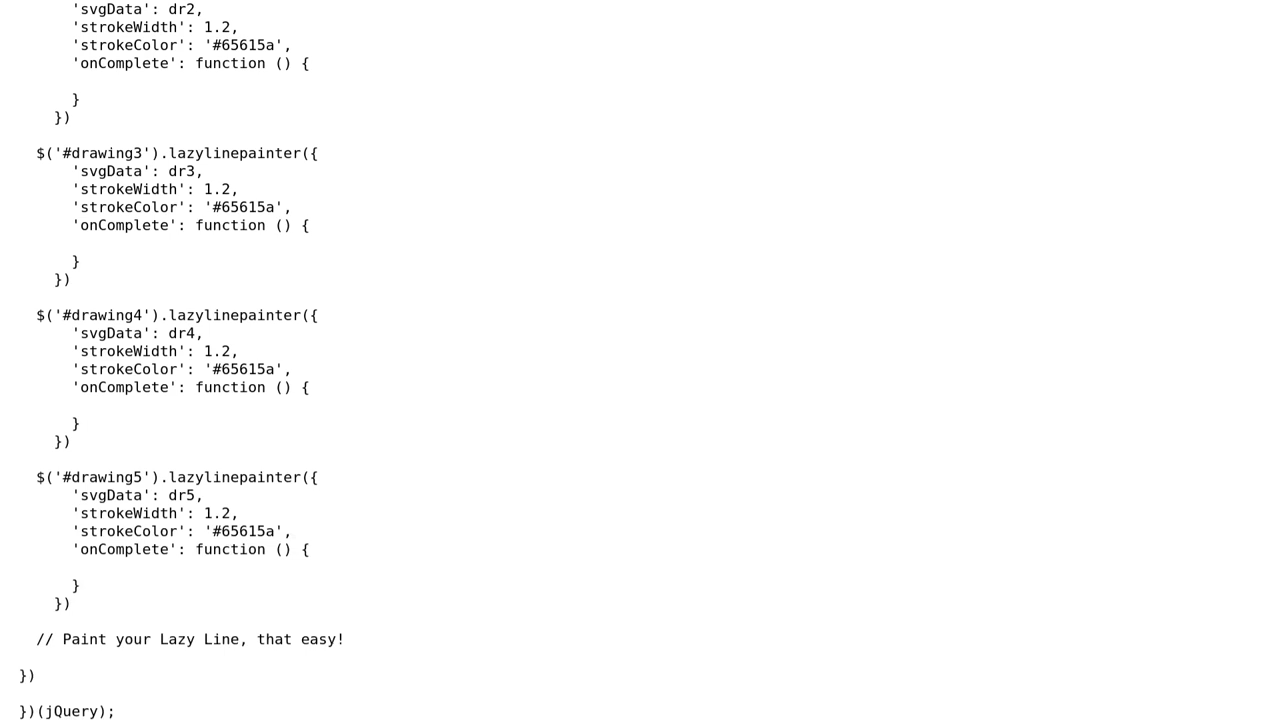 'svgData': dr2,
'strokeWidth': 1.2,
'strokeColor': '#65615a',
'onComplete': function () {
}
})
$('#drawing3').lazylinepainter({
'svgData': dr3,
'strokeWidth': 1.2,
'strokeColor': '#65615a',
'onComplete': function () {
}
})
$('#drawing4').lazylinepainter({
'svgData': dr4,
'strokeWidth': 1.2,
'strokeColor': '#65615a',
'onComplete': function () {
}
})
$('#drawing5').lazylinepainter({
'svgData': dr5,
'strokeWidth': 1.2,
'strokeColor': '#65615a',
'onComplete': function () {
}
})
// Paint your Lazy Line, that easy!
})
})(jQuery);